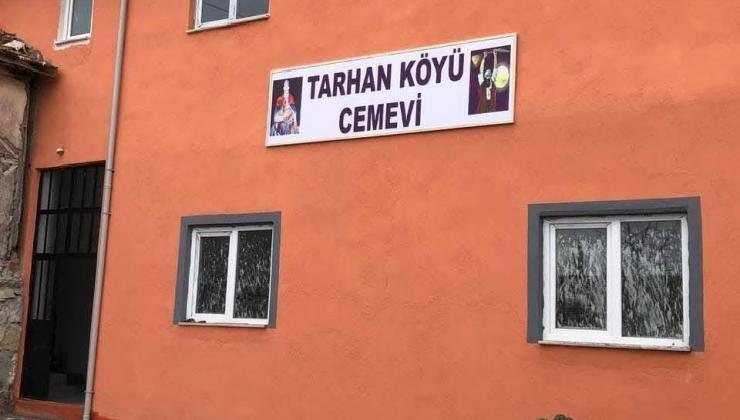 TARHAN KÖYÜ
CEMEVİ